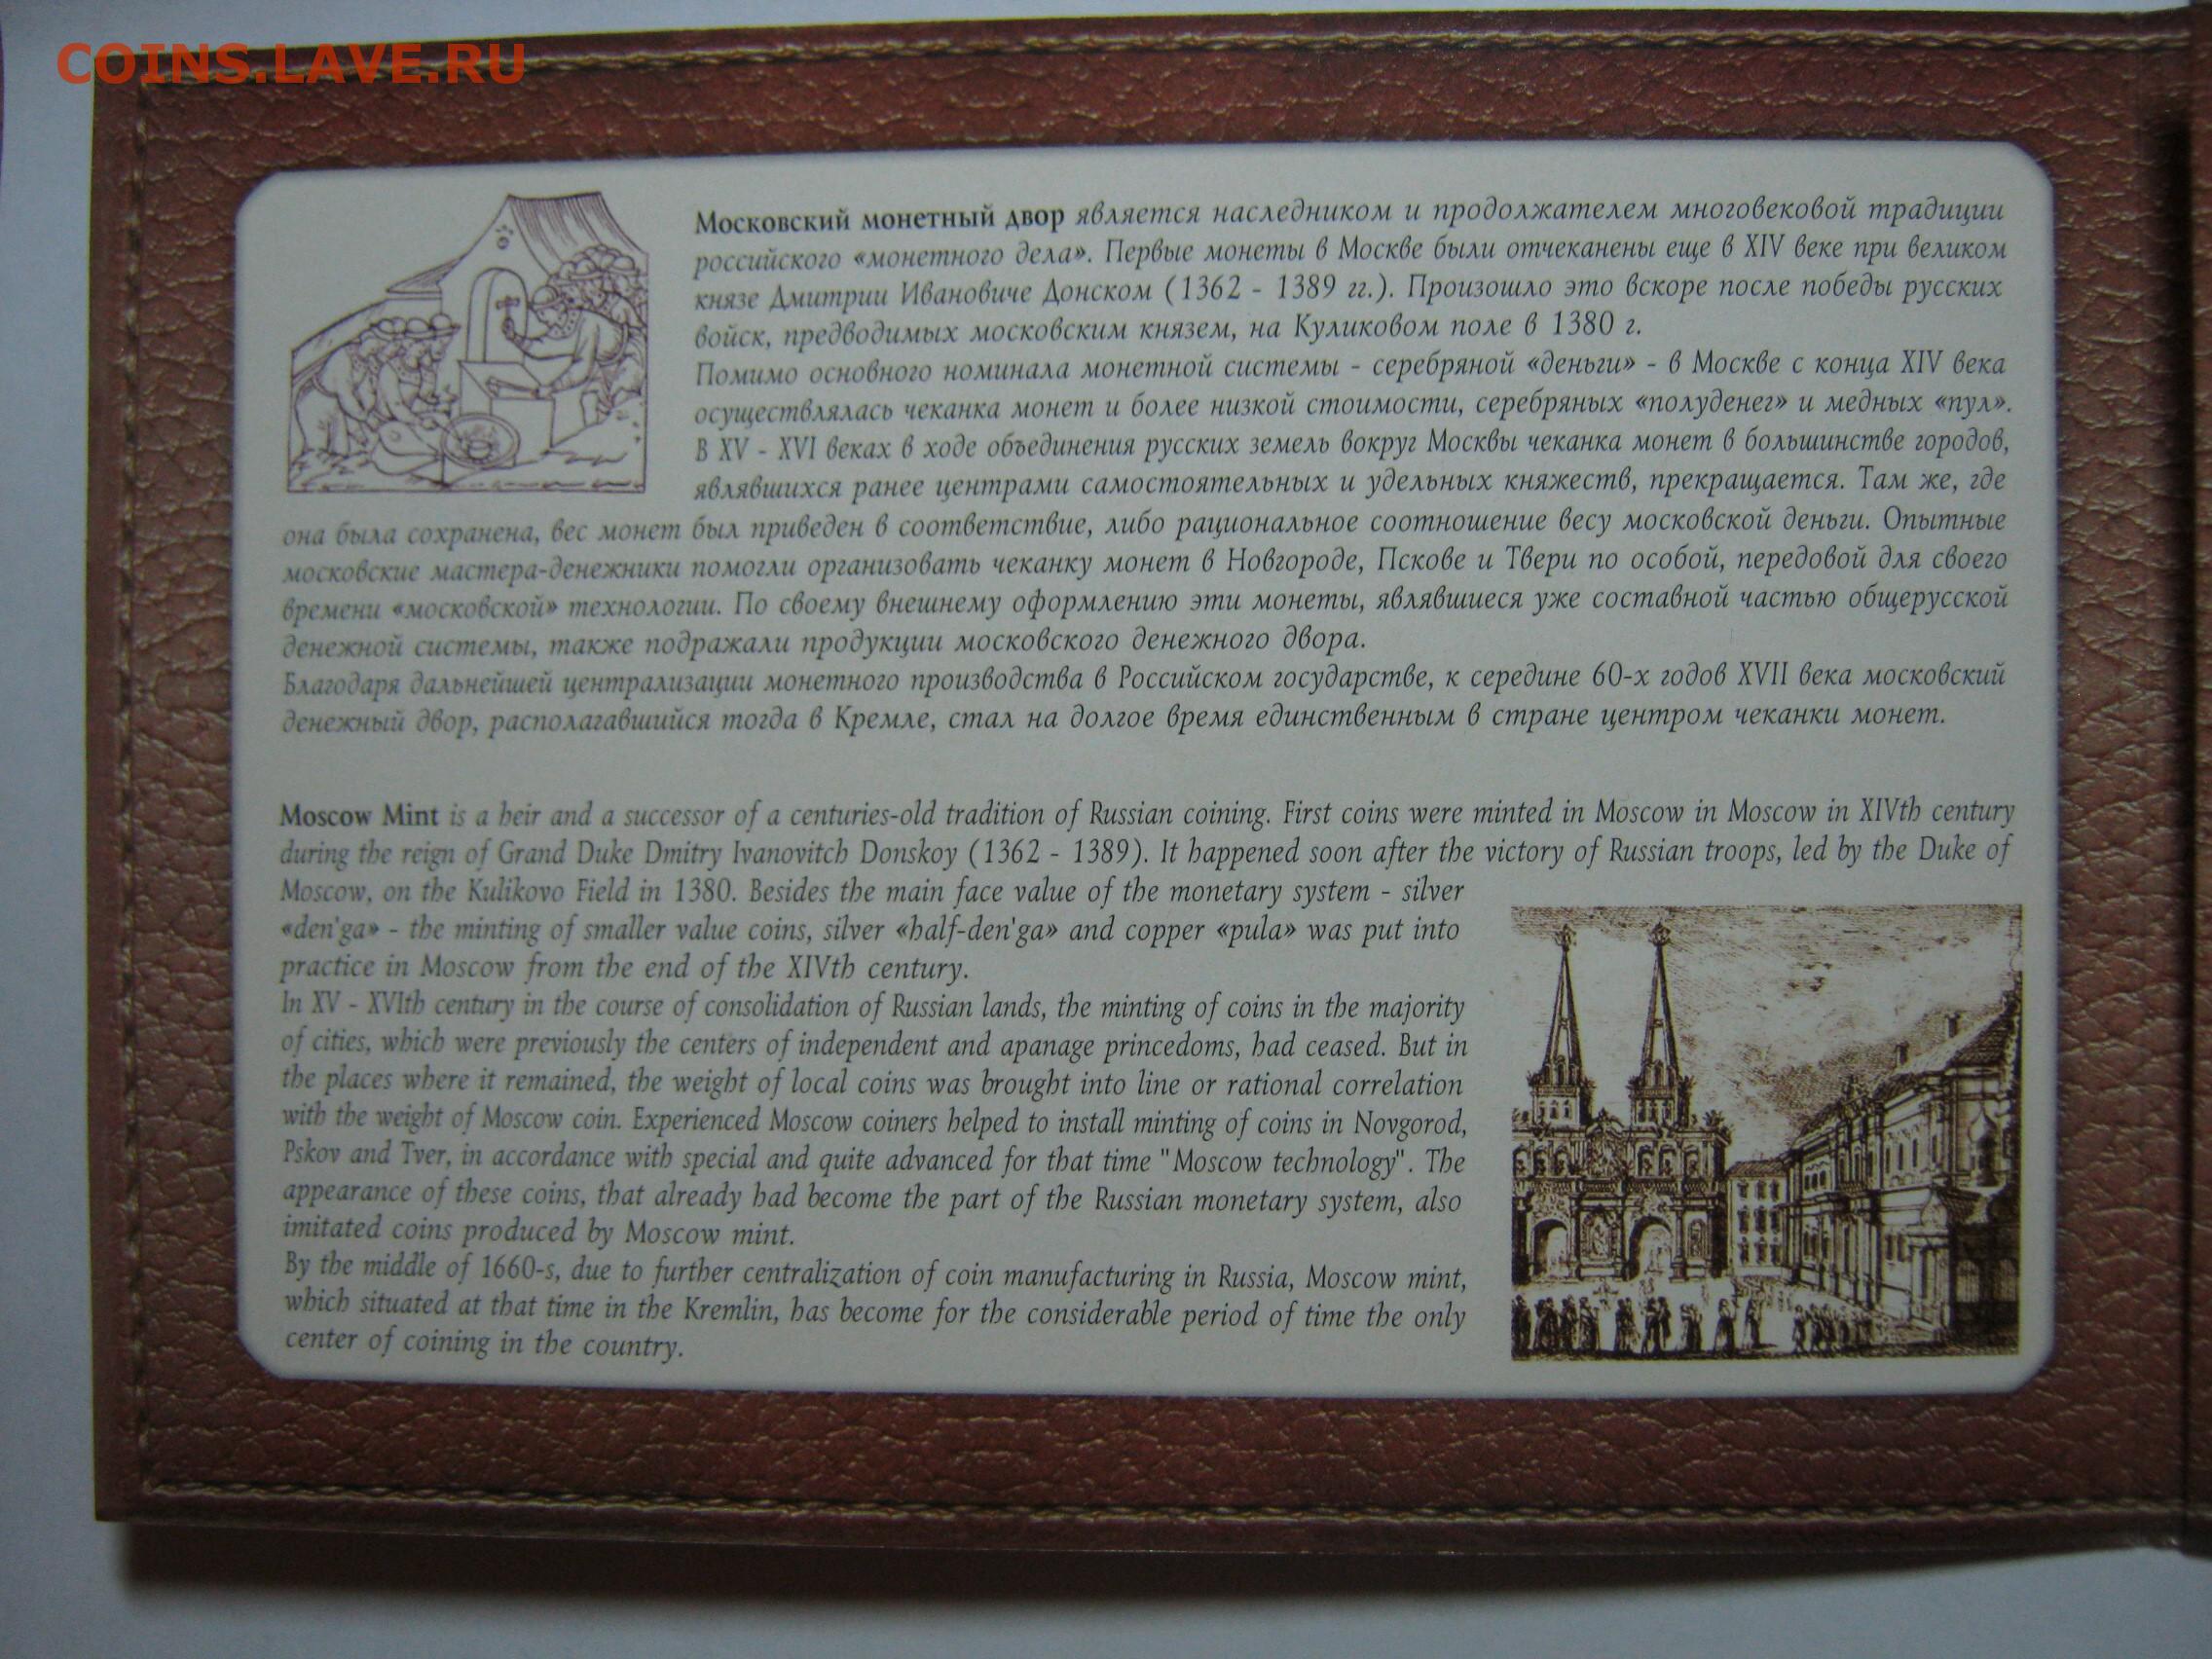 COINS.LAVE.RU
Московский монетный двор является наследником и продолжателем многовековой традиции
российского «монетного дела». Первые монеты в Москве были отчеканены еще в XIV веке при великом
князе Дмитрии Ивановиче Донском (1362 - 1389 гг.). Произошло это вскоре после победы русских
войск, предводимых московским князем, на Куликовом поле в 1380 г.
Помимо основного номинала монетной системы - серебряной «деньги» - в Москве с конца XIV века
осуществлялась чеканка монет и более низкой стоимости, серебряных «полуденег» и медных «пул».
В XV - XVI веках в ходе объединения русских земель вокруг Москвы чеканка монет в большинстве городов,
являвшихся ранее центрами самостоятельных и удельных княжеств, прекращается. Там же, где
она была сохранена, вес монет был приведен в соответствие, либо рациональное соотношение весу московской деньги. Опытные
московские мастера-денежники помогли организовать чеканку монет в Новгороде, Пскове и Твери по особой, передовой для своего
времени «московской» технологии. По своему внешнему оформлению эти монеты, являвшиеся уже составной частью общерусской
денежной системы, также подражали продукции московского денежного двора.
Благодаря дальнейшей централизации монетного производства в Российском государстве, к середине 60-х годов XVII века московский
денежный двор, располагавшийся тогда в Кремле, стал на долгое время единственным в стране центром чеканки монет.
Moscow Mint is a heir and a successor of a centuries-old tradition of Russian coining. First coins were minted in Moscow in Moscow in XIVth century
during the reign of Grand Duke Dmitry Ivanovitch Donskoy (1362 - 1389). It happened soon after the victory of Russian troops, led by the Duke of
Moscow, on the Kulikovo Field in 1380. Besides the main face value of the monetary system - silver
«den'ga» - the minting of smaller value coins, silver «half-den'ga» and copper «pula» was put into
practice in Moscow from the end of the XIVth century.
In XV - XVIth century in the course of consolidation of Russian lands, the minting of coins in the majority
of cities, which were previously the centers of independent and apanage princedoms, had ceased. But in
the places where it remained, the weight of local coins was brought into line or rational correlation
with the weight of Moscow coin. Experienced Moscow coiners helped to install minting of coins in Novgorod,
Pskov and Tver, in accordance with special and quite advanced for that time "Moscow technology". The
appearance of these coins, that already had become the part of the Russian monetary system, also
imitated coins produced by Moscow mint.
By the middle of 1660-s, due to further centralization of coin manufacturing in Russia, Moscow mint,
which situated at that time in the Kremlin, has become for the considerable period of time the only
center of coining in the country.